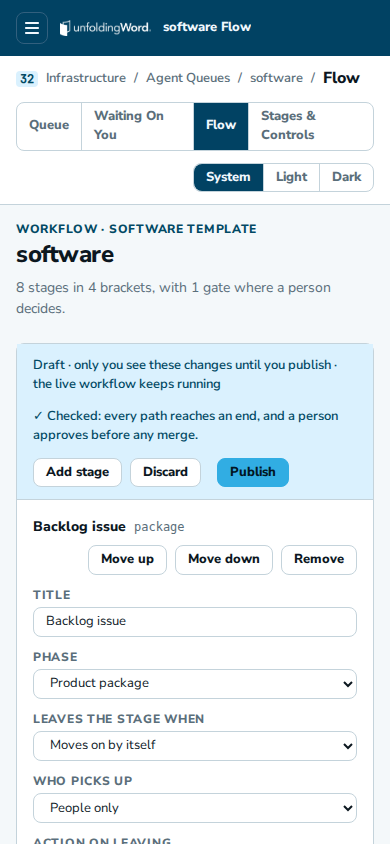 unfoldingWord.
software Flow
32 Infrastructure / Agent Queues / software / Flow
Queue
Waiting On
You
Flow
Stages &
Controls
System
Light
Dark
WORKFLOW · SOFTWARE TEMPLATE
software
8 stages in 4 brackets, with 1 gate where a person
decides.
Draft · only you see these changes until you publish ·
the live workflow keeps running
✓ Checked: every path reaches an end, and a person
approves before any merge.
Add stage
Discard
Publish
Backlog issue package
Move up
Move down
Remove
TITLE
Backlog issue
PHASE
Product package
LEAVES THE STAGE WHEN
Moves on by itself
WHO PICKS UP
People only
ACTION ON LEAVING